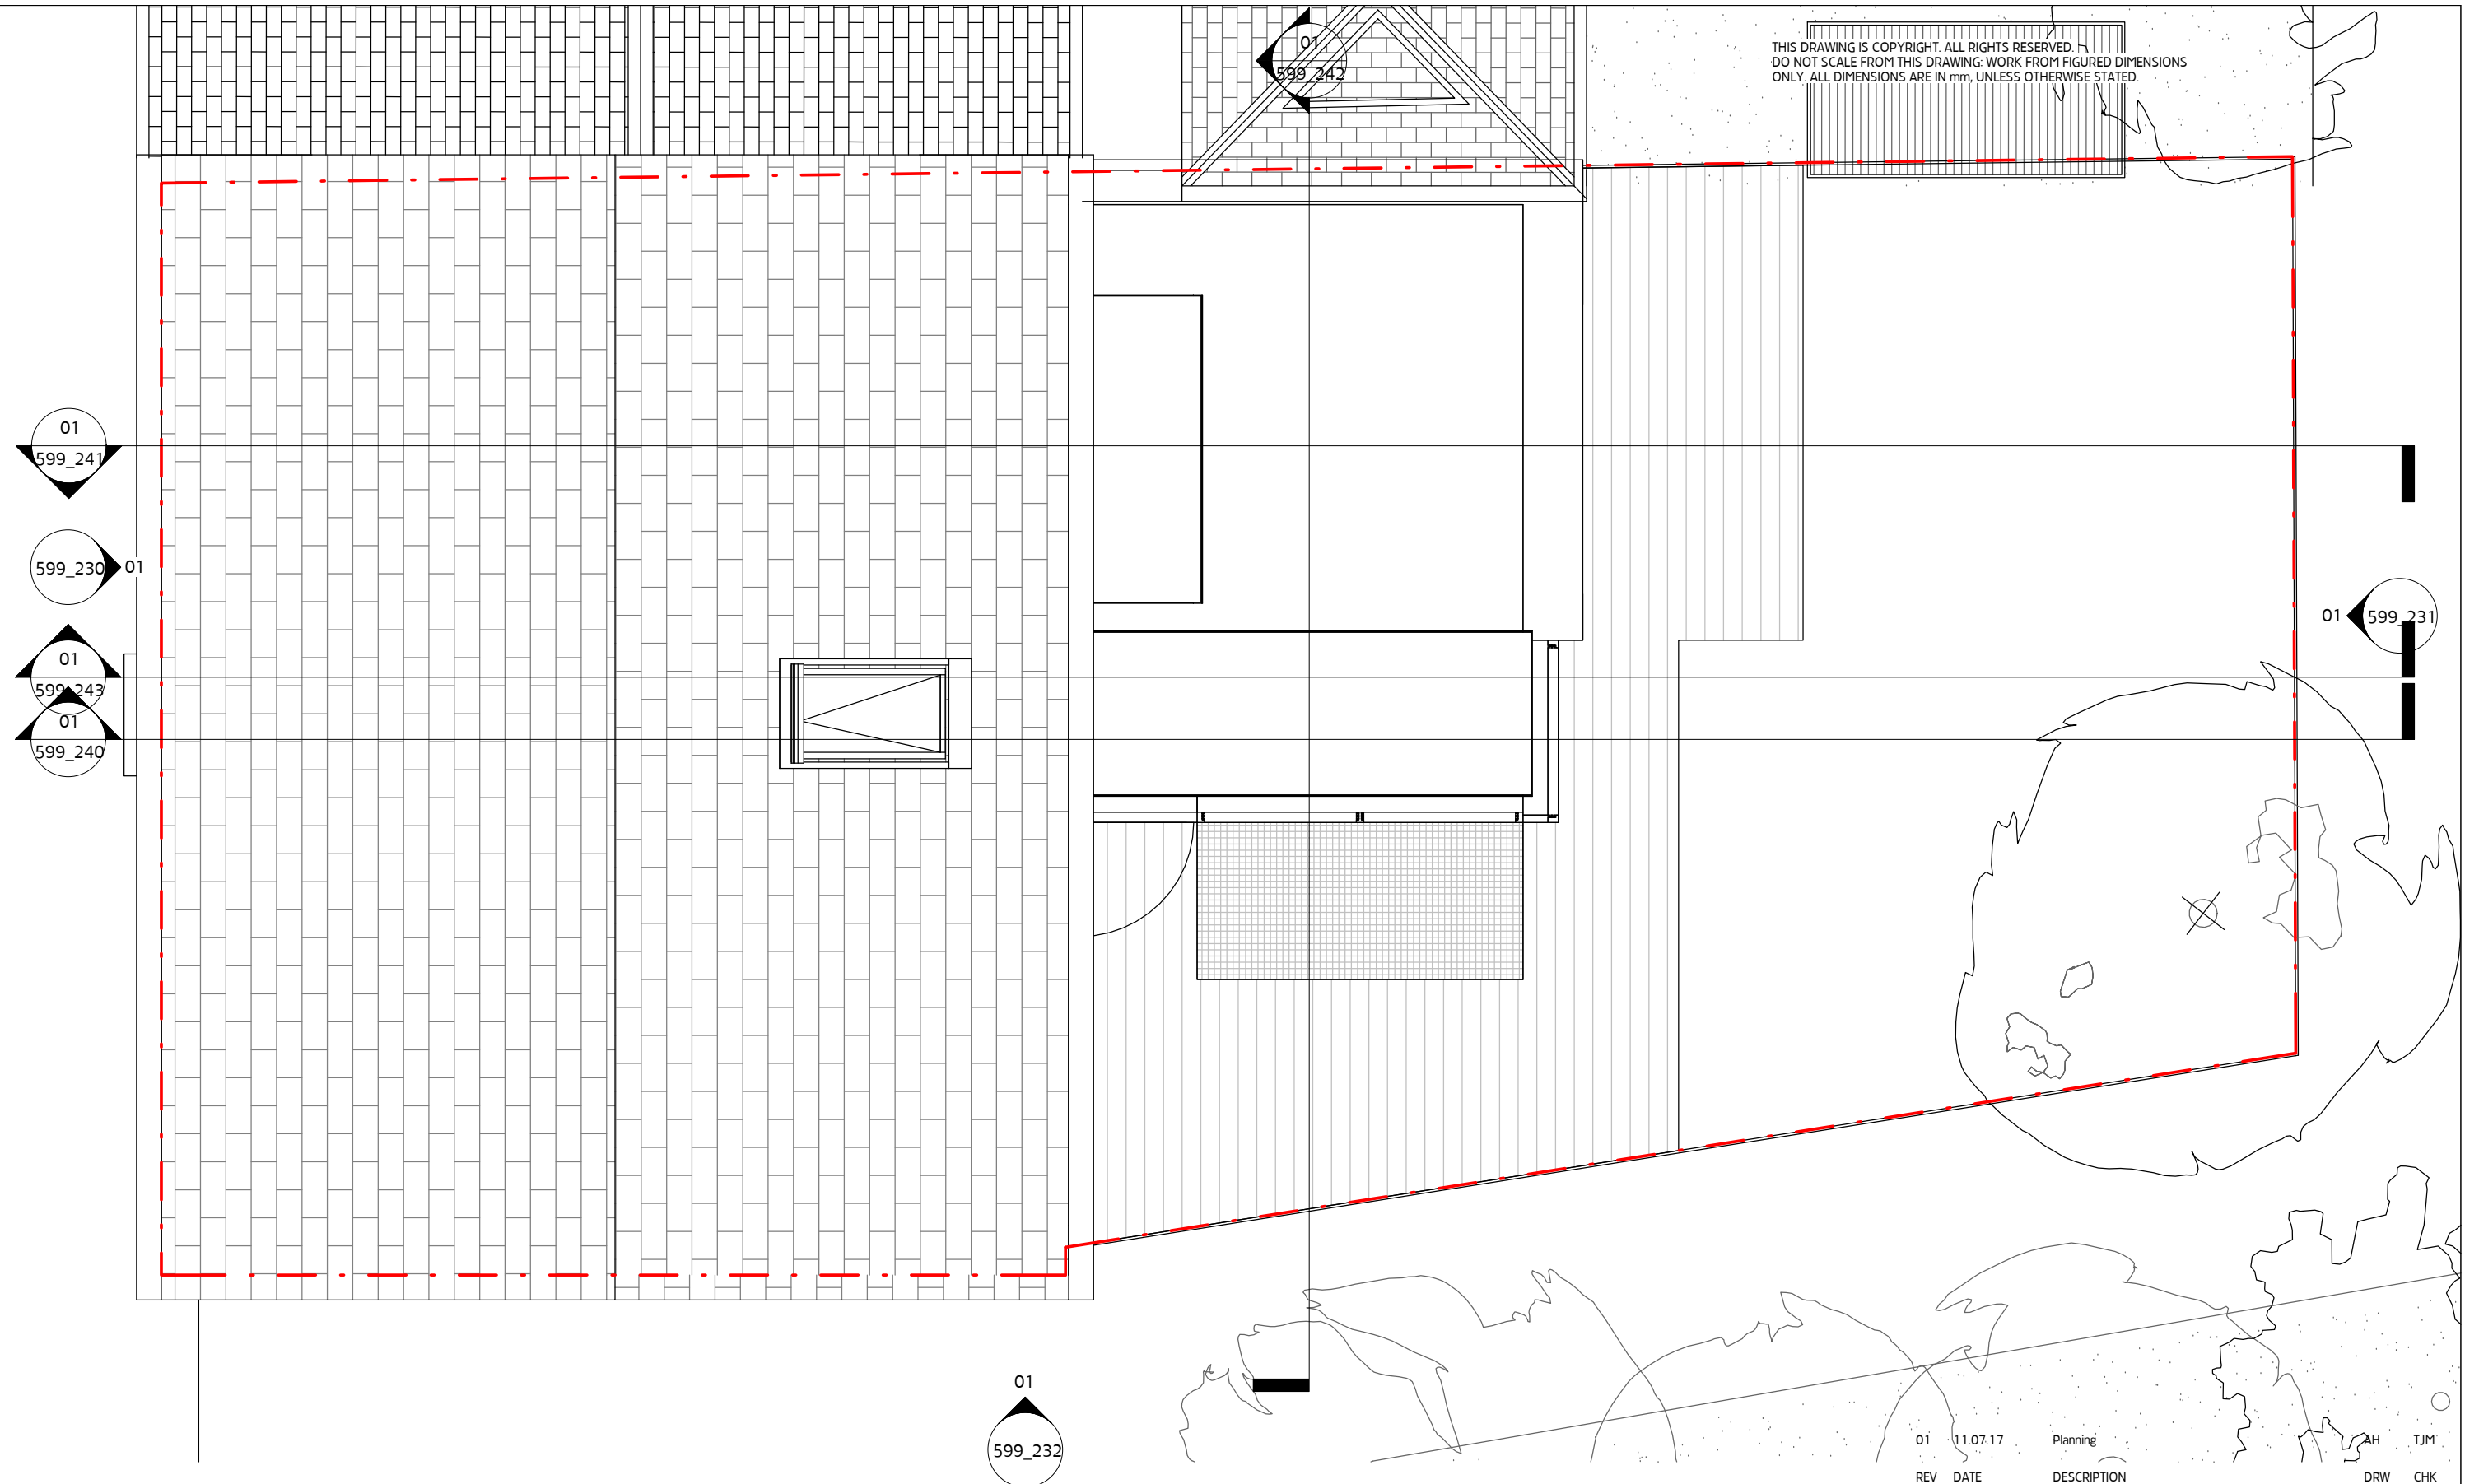 01
599_242
THIS DRAWING IS COPYRIGHT. ALL RIGHTS RESERVED.
DO NOT SCALE FROM THIS DRAWING: WORK FROM FIGURED DIMENSIONS
ONLY. ALL DIMENSIONS ARE IN mm, UNLESS OTHERWISE STATED.
01
599_241
599_230 01
01 599_231
01
599_243
01
599_240
01
599_232
01 11.07.17 Planning AH TJM
REV DATE DESCRIPTION DRW CHK